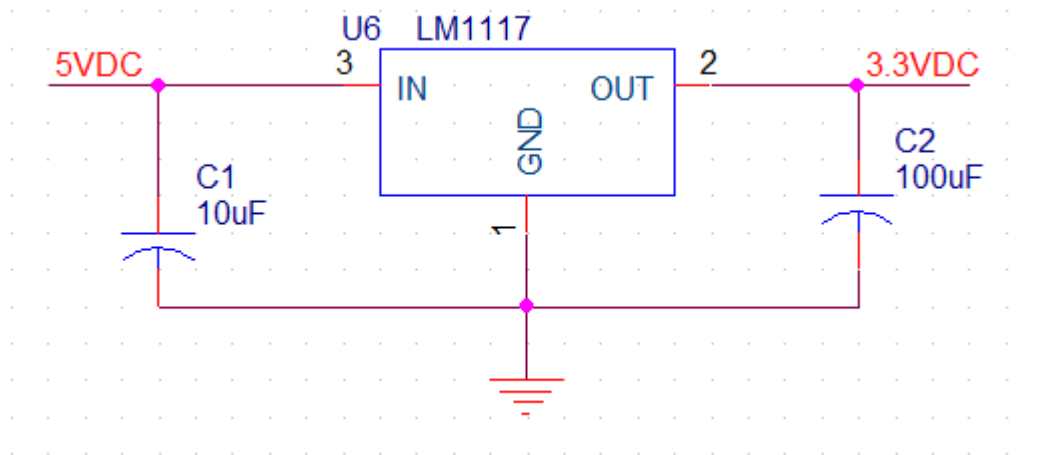 U6 LM1117
5VDC
3
IN
OUT
2
3.3VDC
GND
1
C1
10uF
C2
100uF